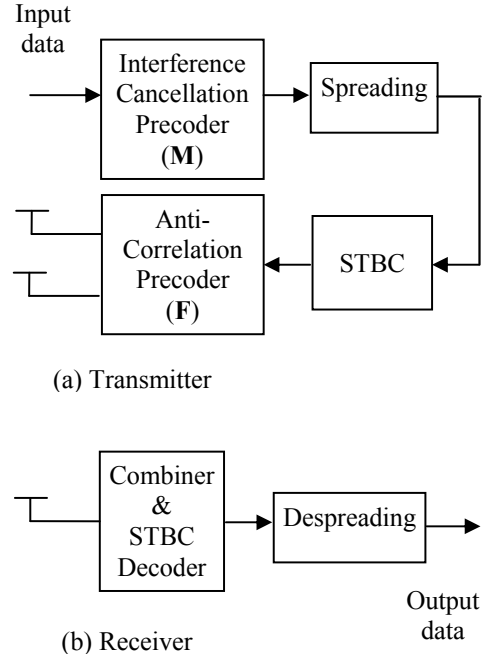 Input
data
Interference
Cancellation
Precoder
(M)
Spreading
Anti-
Correlation
Precoder
(F)
STBC
(a) Transmitter
Combiner
&
STBC
Decoder
Despreading
Output
data
(b) Receiver